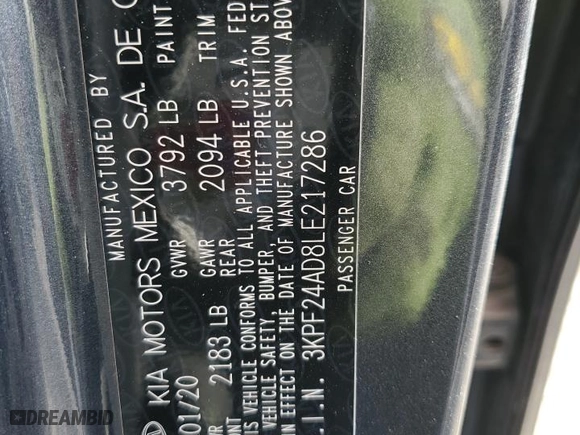 MANUFACTURED BY
KIA MOTORS MEXICO S.A. DE C
01/20 GVWR 3792 LB PAINT
GAWR
2183 LB REAR 2094 LB TRIM
IS VEHICLE CONFORMS TO ALL APPLICABLE U.S.A. FED
VEHICLE SAFETY, BUMPER, AND THEFT PREVENTION ST
IN EFFECT ON THE DATE OF MANUFACTURE SHOWN ABOV
.I.N. 3KPF24AD8LE217286
PASSENGER CAR
DREAMBID